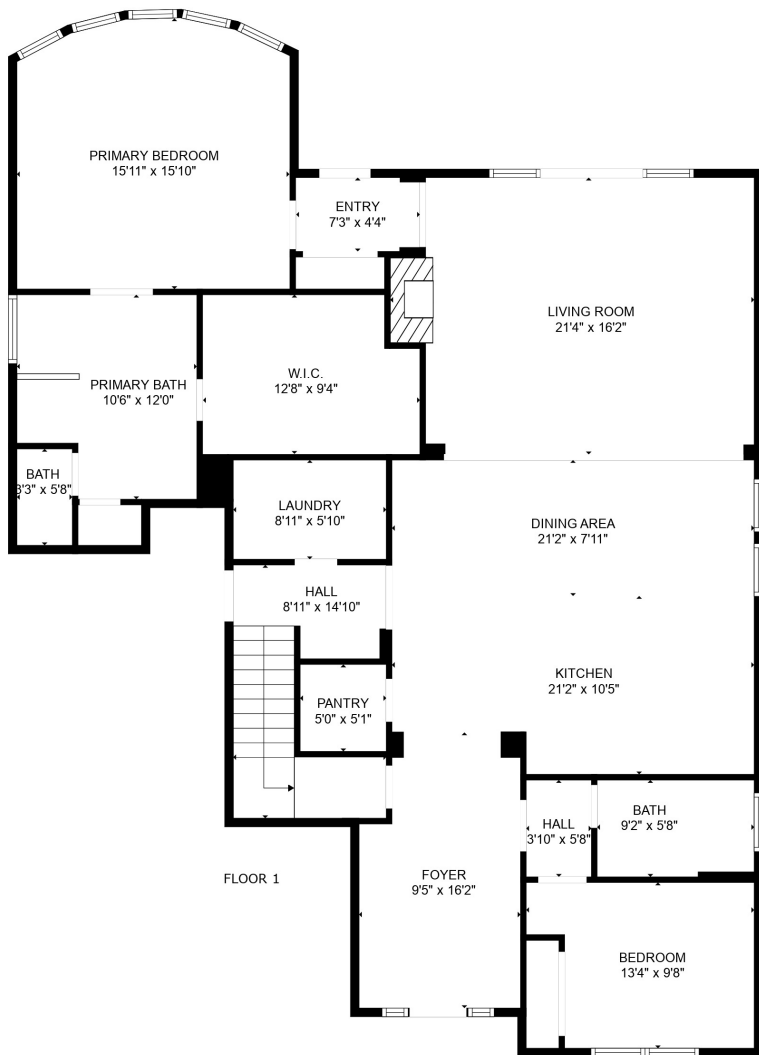 PRIMARY BEDROOM
15'11" x 15'10"
ENTRY
7'3" x 4'4"
LIVING ROOM
21'4" x 16'2"
W.I.C.
12'8" x 9'4"
PRIMARY BATH
10'6" x 12'0"
BATH
3'3" x 5'8"
LAUNDRY
8'11" x 5'10"
DINING AREA
21'2" x 7'11"
HALL
8'11" x 14'10"
KITCHEN
21'2" x 10'5"
PANTRY
5'0" x 5'1"
HALL
3'10" x 5'8"
BATH
9'2" x 5'8"
FLOOR 1
FOYER
9'5" x 16'2"
BEDROOM
13'4" x 9'8"